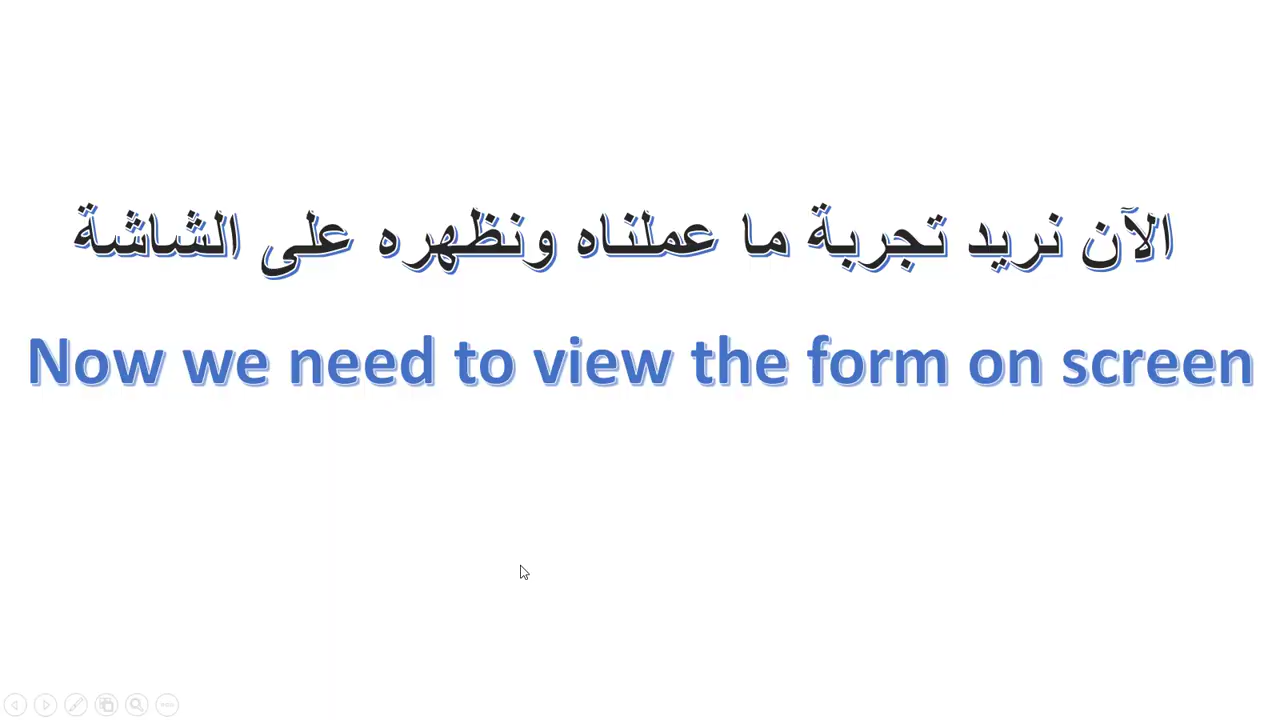 الآن نريد تجربة ما عملناه ونظهره على الشاشة
Now we need to view the form on screen